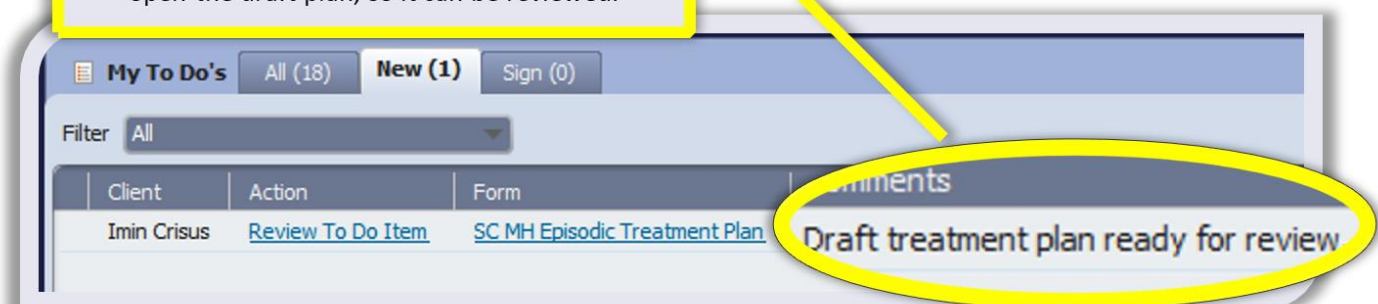 open the draft plan, so it can be reviewed.
My To Do's All (18) New (1) Sign (0)
Filter All
Client Action Form Comments
Imin Crisus Review To Do Item SC MH Episodic Treatment Plan Draft treatment plan ready for review